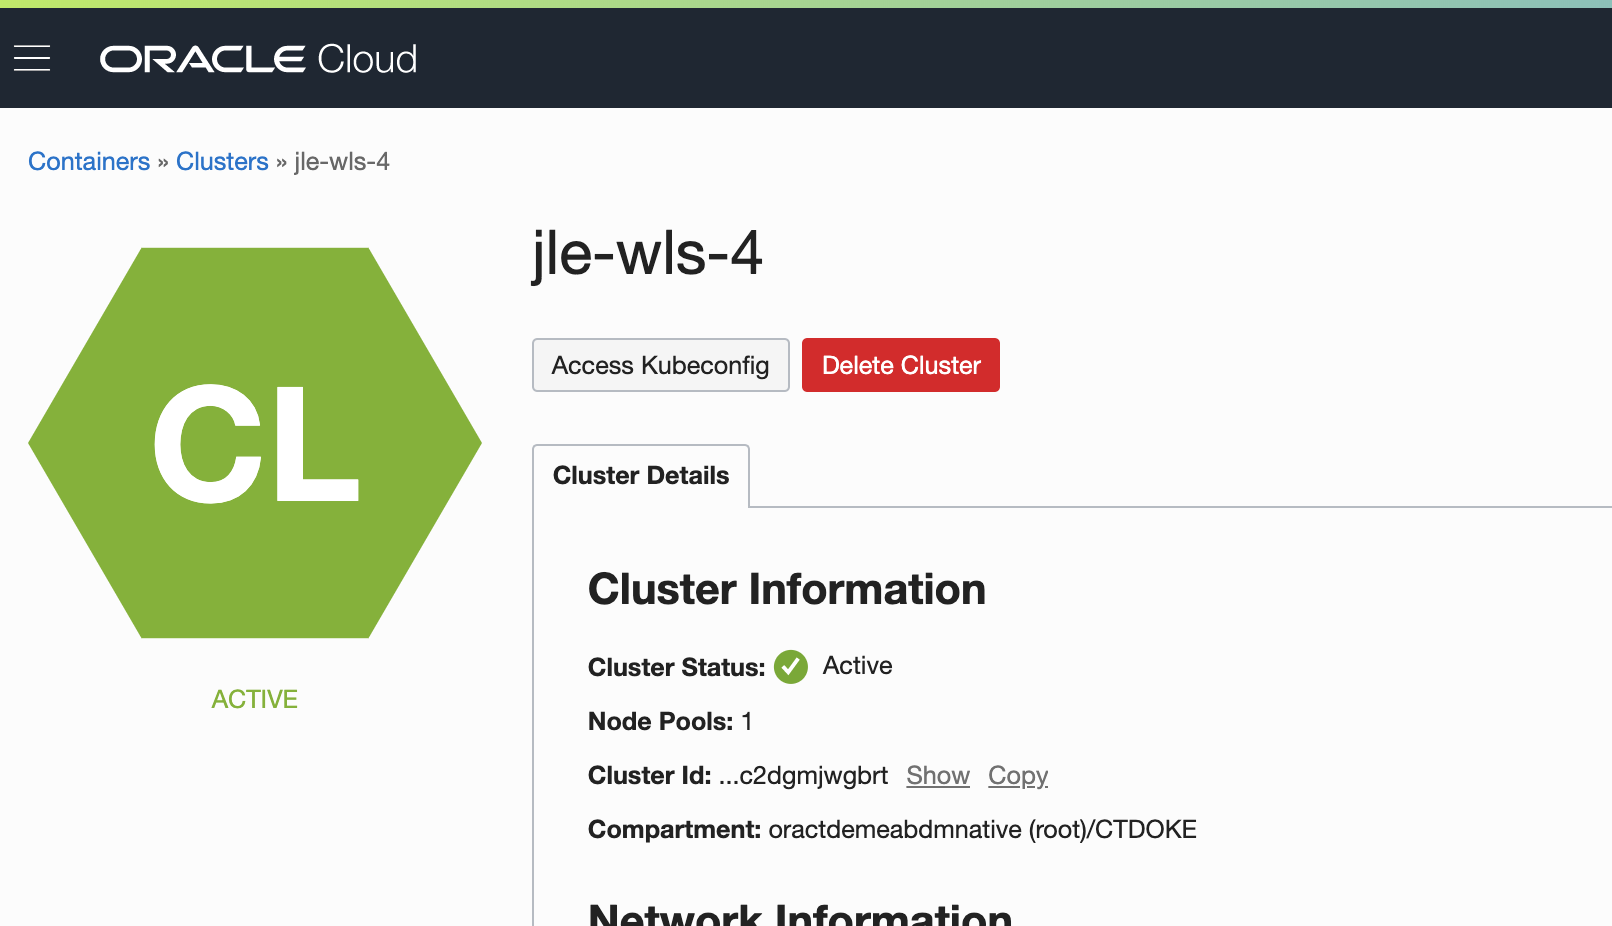 ORACLE Cloud
Containers » Clusters » jle-wls-4
jle-wls-4
Access Kubeconfig Delete Cluster
CL
ACTIVE
Cluster Details
Cluster Information
Cluster Status: Active
Node Pools: 1
Cluster Id: ...c2dgmjwgbrt Show Copy
Compartment: oractdemeabdmnative (root)/CTDOKE
Network Information